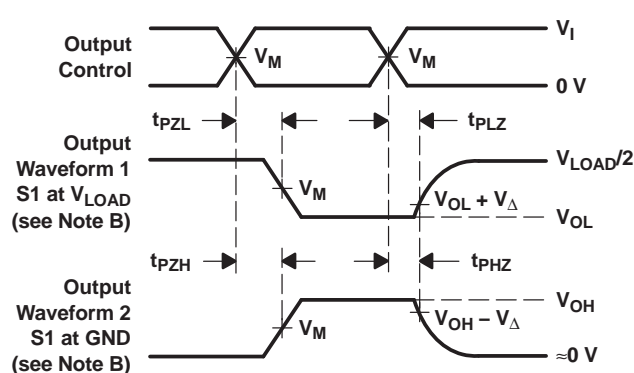 Output
Control
V_M
V_M
V_I
0 V
t_PZL
t_PLZ
Output
Waveform 1
S1 at V_LOAD
(see Note B)
V_M
V_LOAD/2
V_OL + V_Δ
V_OL
t_PZH
t_PHZ
Output
Waveform 2
S1 at GND
(see Note B)
V_M
V_OH
V_OH – V_Δ
≈0 V